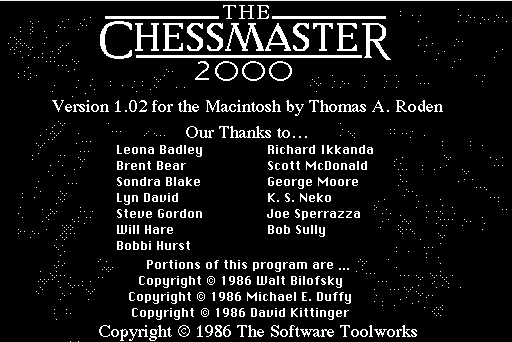 THE
CHESSMASTER
2000
Version 1.02 for the Macintosh by Thomas A. Roden
Our Thanks to...
Leona Badley Richard Ikkanda
Brent Bear Scott McDonald
Sondra Blake George Moore
Lyn David K. S. Neko
Steve Gordon Joe Sperrazza
Will Hare Bob Sully
Bobbi Hurst
Portions of this program are ...
Copyright © 1986 Walt Bilofsky
Copyright © 1986 Michael E. Duffy
Copyright © 1986 David Kittinger
Copyright © 1986 The Software Toolworks